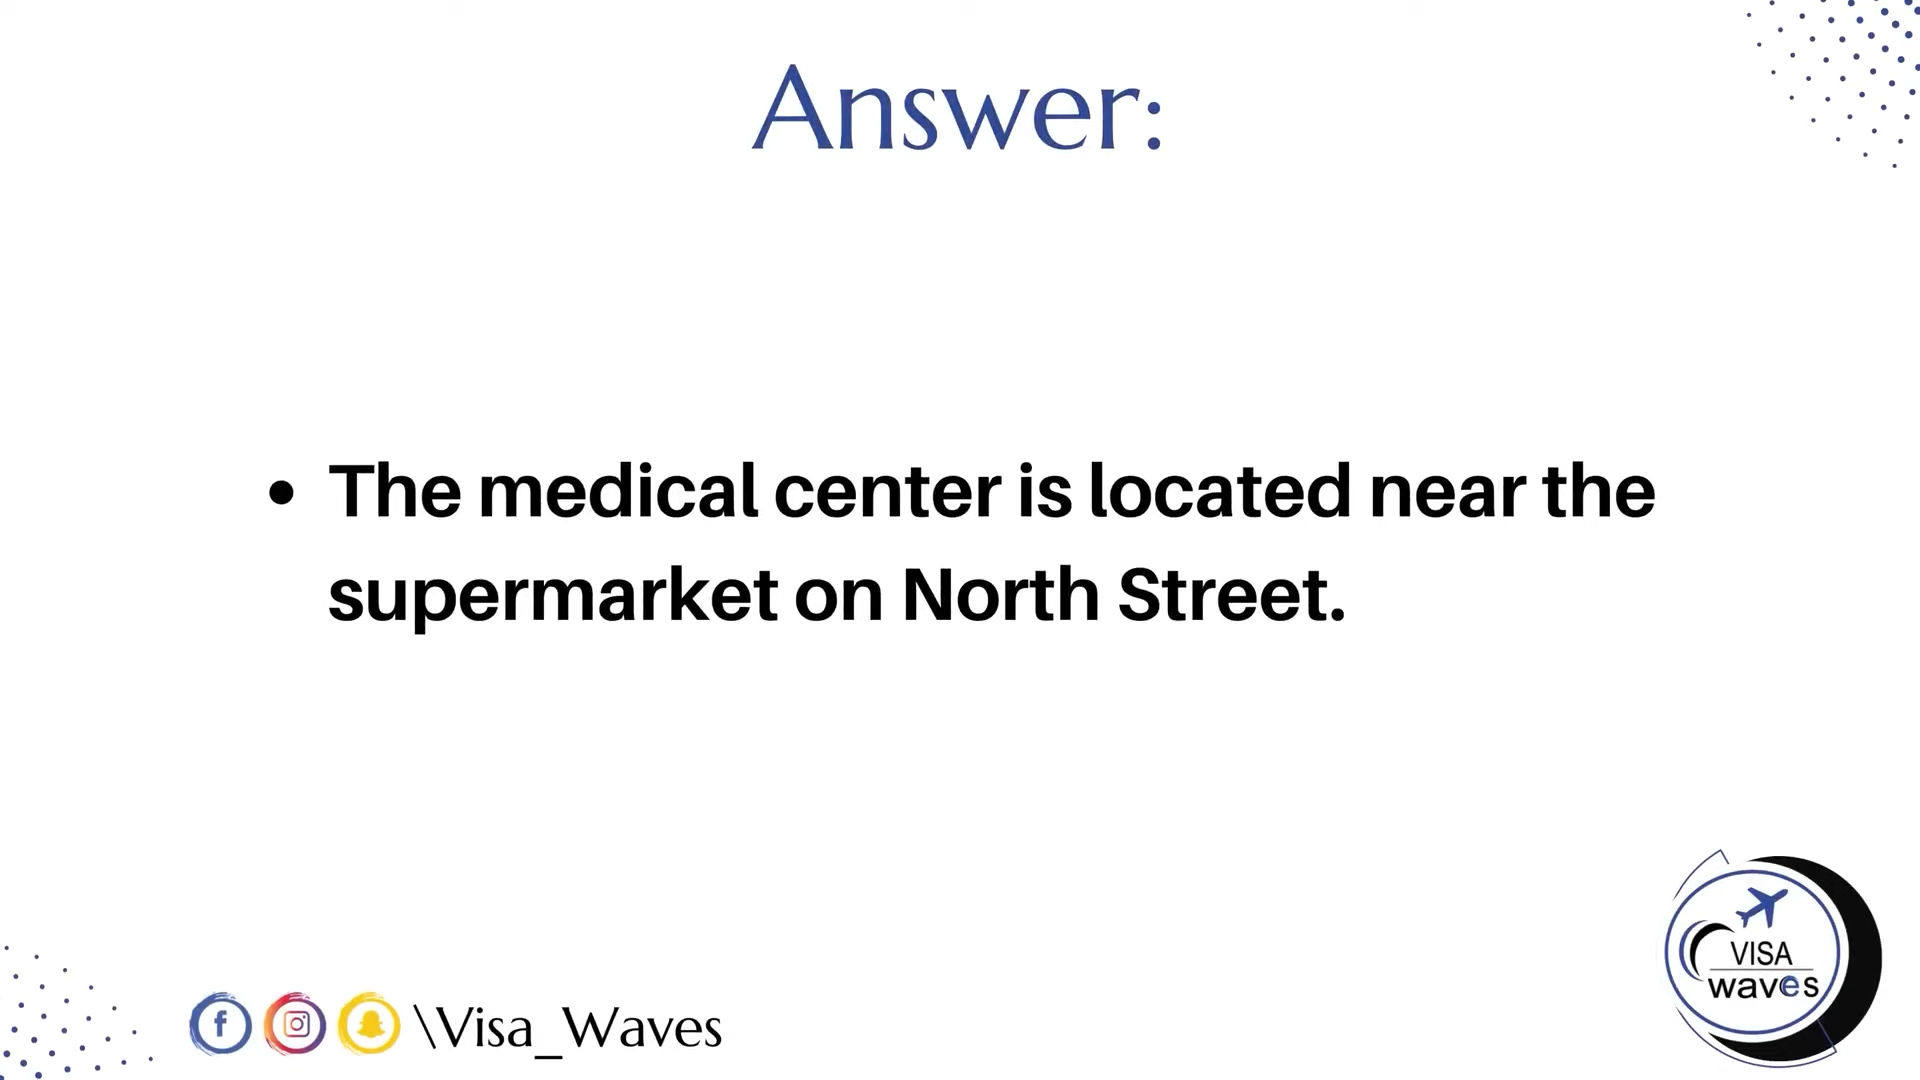 Answer:
• The medical center is located near the
supermarket on North Street.
\Visa_Waves
VISA
waves